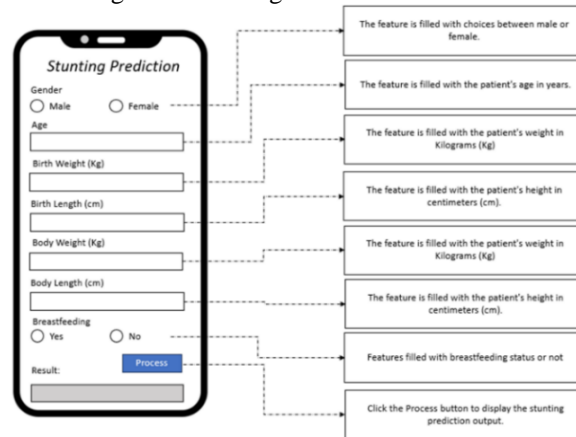 Stunting Prediction
Gender
Male
Female
Age
Birth Weight (Kg)
Birth Length (cm)
Body Weight (Kg)
Body Length (cm)
Breastfeeding
Yes
No
Process
Result:
The feature is filled with choices between male or
female.
The feature is filled with the patient's age in years.
The feature is filled with the patient's weight in
Kilograms (Kg)
The feature is filled with the patient's height in
centimeters (cm).
The feature is filled with the patient's weight in
Kilograms (Kg)
The feature is filled with the patient's height in
centimeters (cm).
Features filled with breastfeeding status or not
Click the Process button to display the stunting
prediction output.